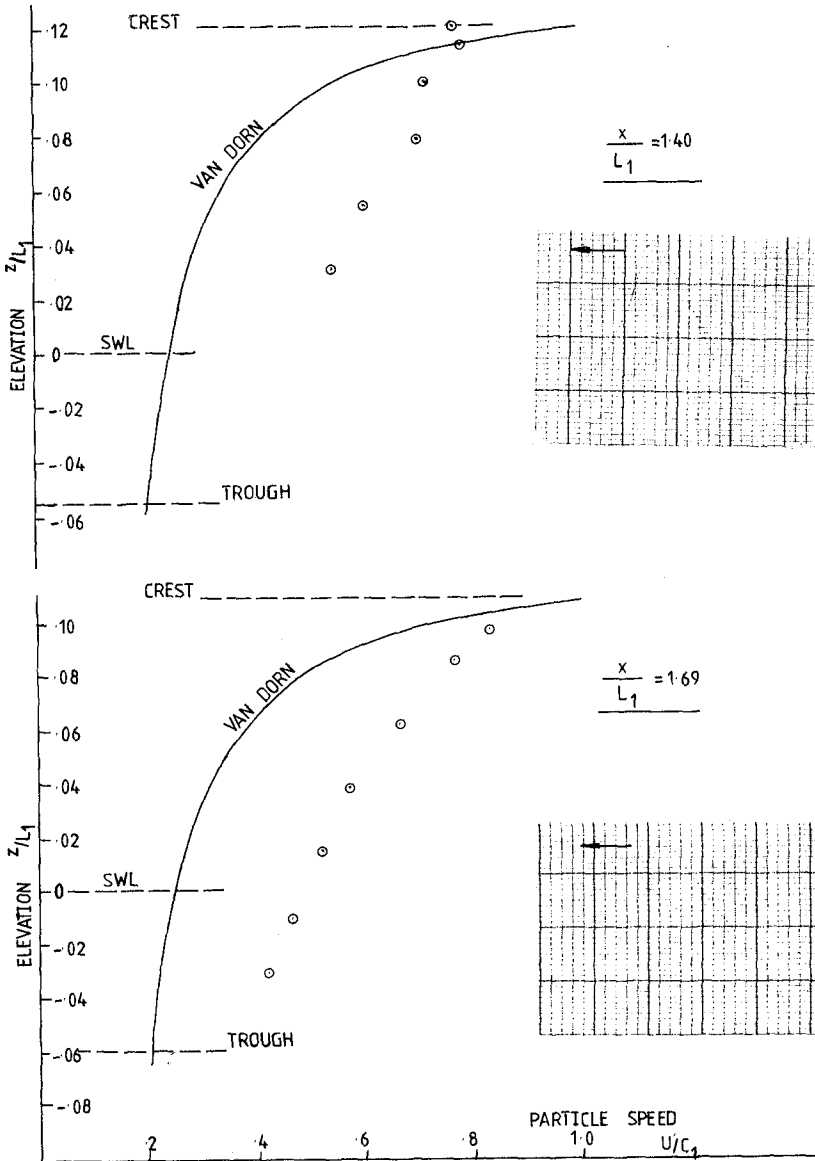 CREST
·12
·10
·08
·06
·04
·02
0
-·02
-·04
-·06
ELEVATION Z/L1
VAN DORN
SWL
TROUGH
x/L1 =1·40
CREST
·10
·08
·06
·04
·02
0
-·02
-·04
-·06
-·08
ELEVATION Z/L1
VAN DORN
SWL
TROUGH
x/L1 =1·69
PARTICLE SPEED
·2 ·4 ·6 ·8 1·0 U/C1